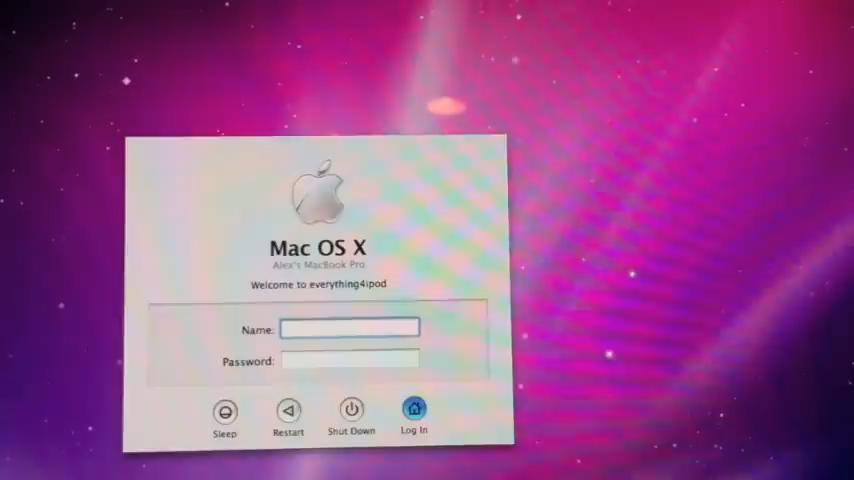 Mac OS X
Alex's MacBook Pro
Welcome to everything4ipod
Name:
Password:
Sleep Restart Shut Down Log In